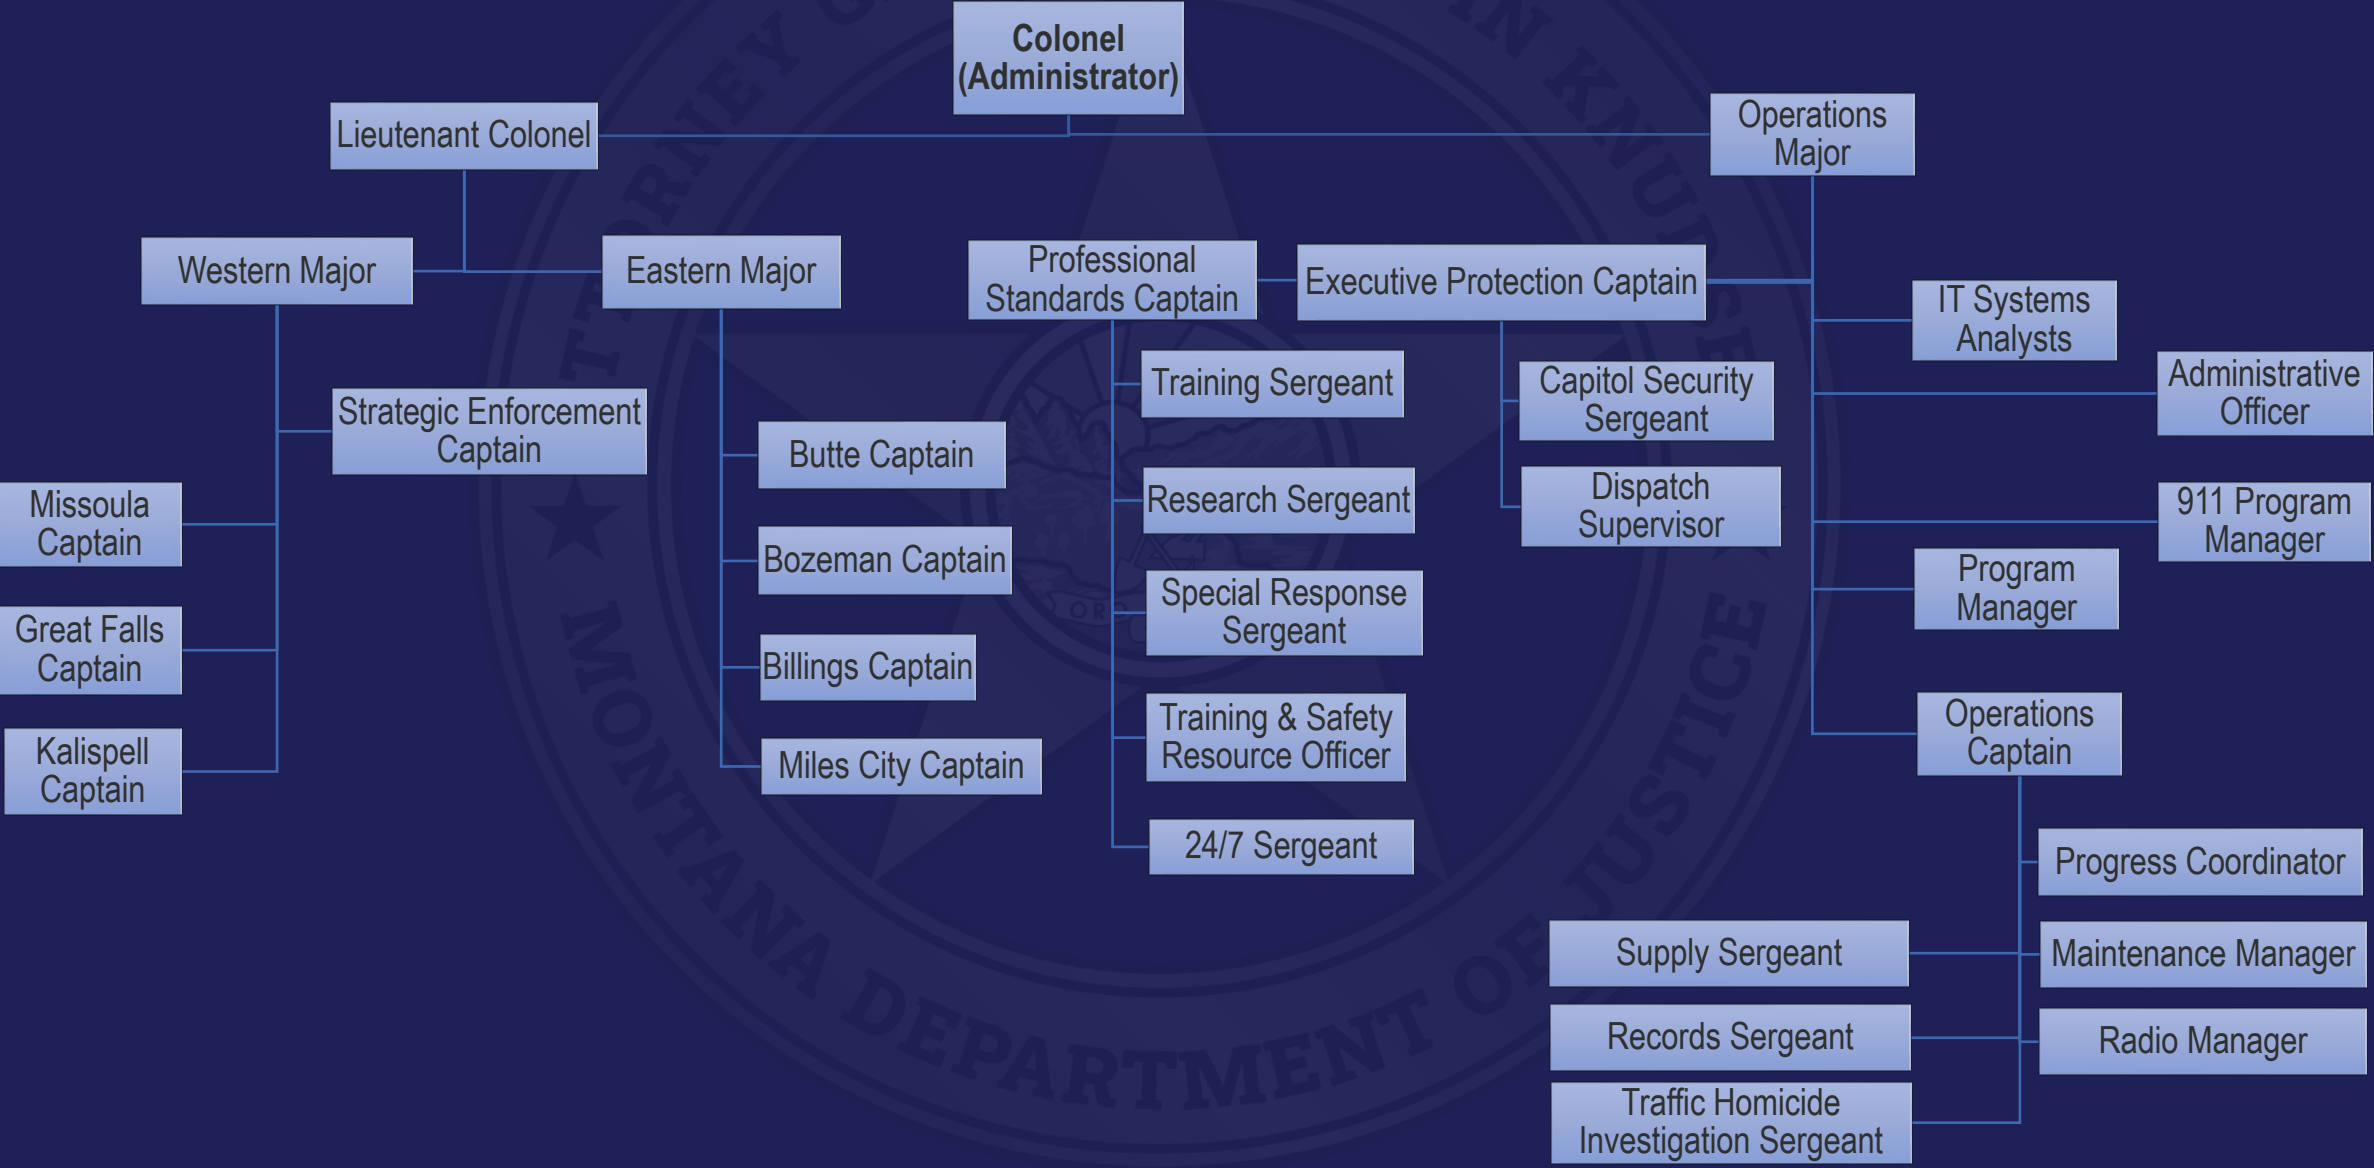 Colonel
(Administrator)
Lieutenant Colonel
Operations
Major
Western Major
Eastern Major
Professional
Standards Captain
Executive Protection Captain
IT Systems
Analysts
Administrative
Officer
911 Program
Manager
Program
Manager
Operations
Captain
Strategic Enforcement
Captain
Missoula
Captain
Great Falls
Captain
Kalispell
Captain
Butte Captain
Bozeman Captain
Billings Captain
Miles City Captain
Training Sergeant
Research Sergeant
Special Response
Sergeant
Training & Safety
Resource Officer
24/7 Sergeant
Capitol Security
Sergeant
Dispatch
Supervisor
Progress Coordinator
Supply Sergeant
Maintenance Manager
Records Sergeant
Radio Manager
Traffic Homicide
Investigation Sergeant
MONTANA DEPARTMENT OF JUSTICE